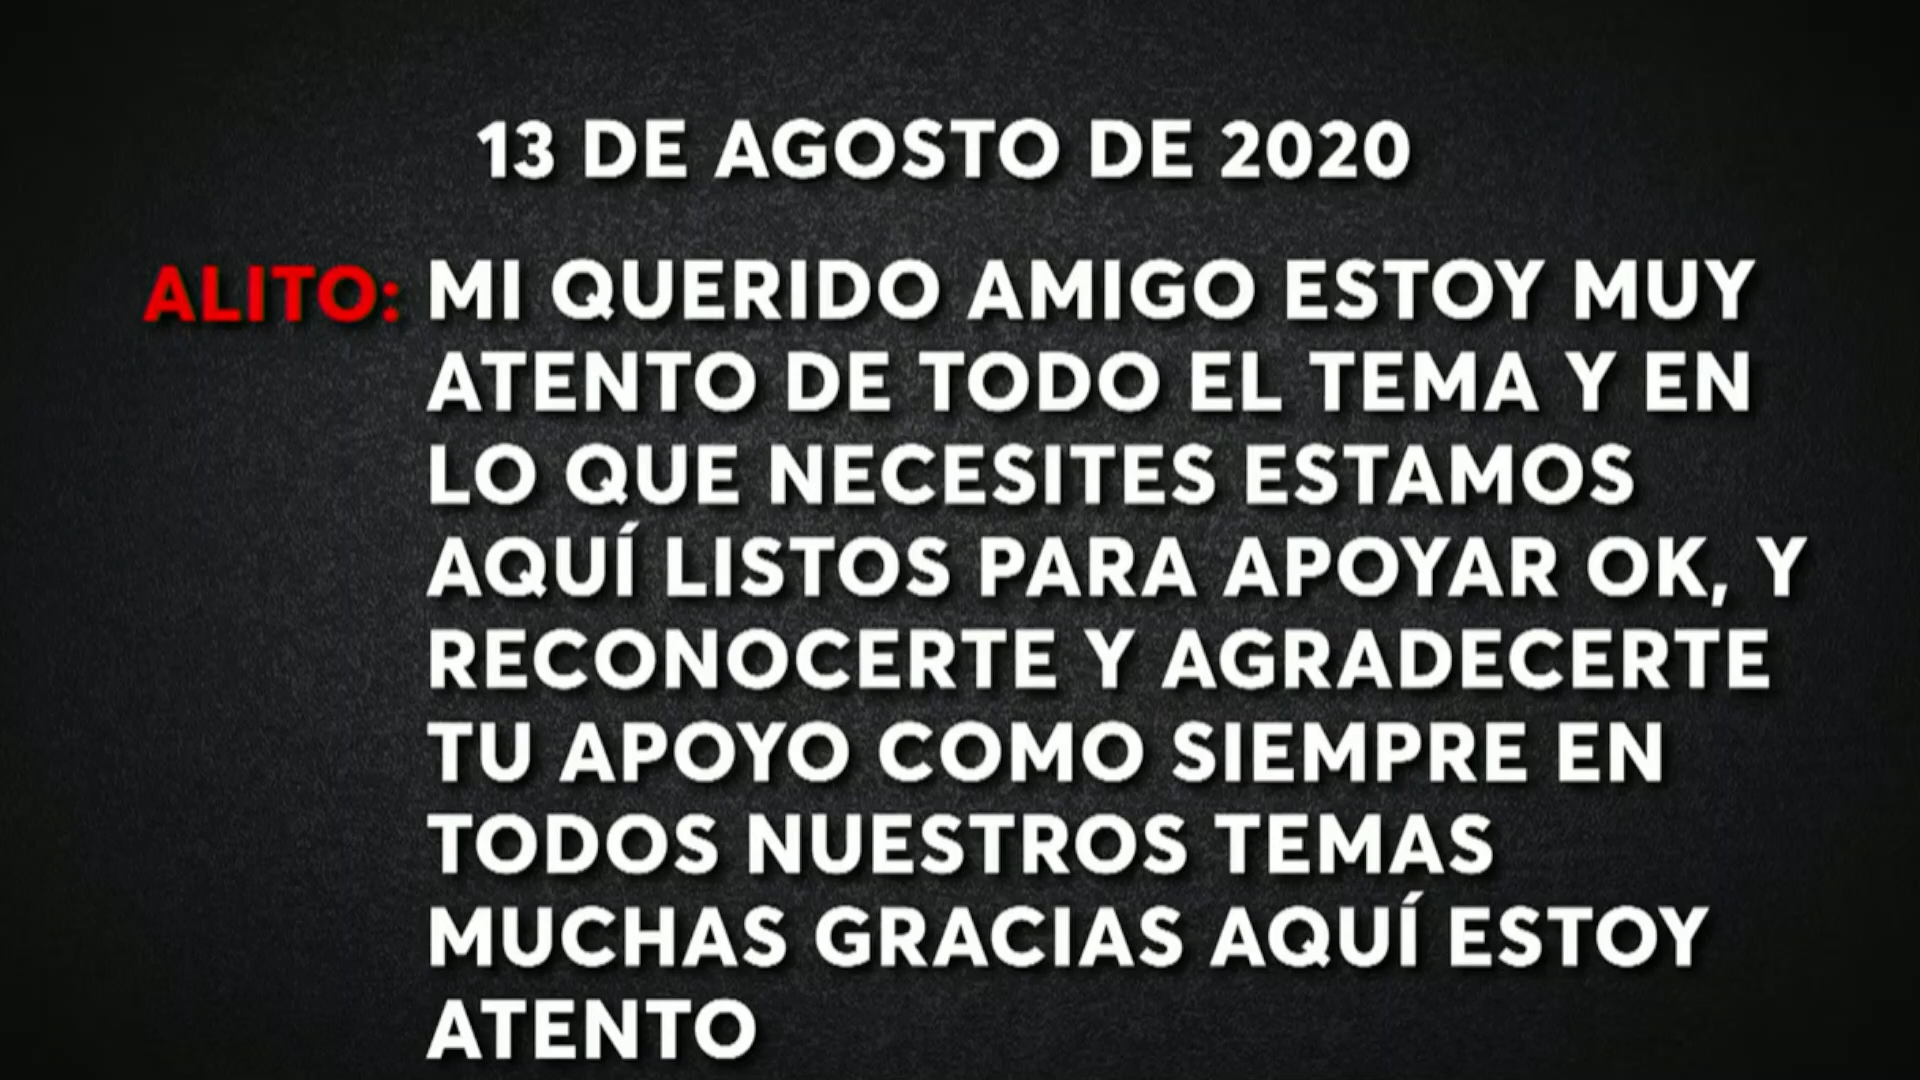 13 DE AGOSTO DE 2020
ALITO: MI QUERIDO AMIGO ESTOY MUY
ATENTO DE TODO EL TEMA Y EN
LO QUE NECESITES ESTAMOS
AQUÍ LISTOS PARA APOYAR OK, Y
RECONOCERTE Y AGRADECERTE
TU APOYO COMO SIEMPRE EN
TODOS NUESTROS TEMAS
MUCHAS GRACIAS AQUÍ ESTOY
ATENTO